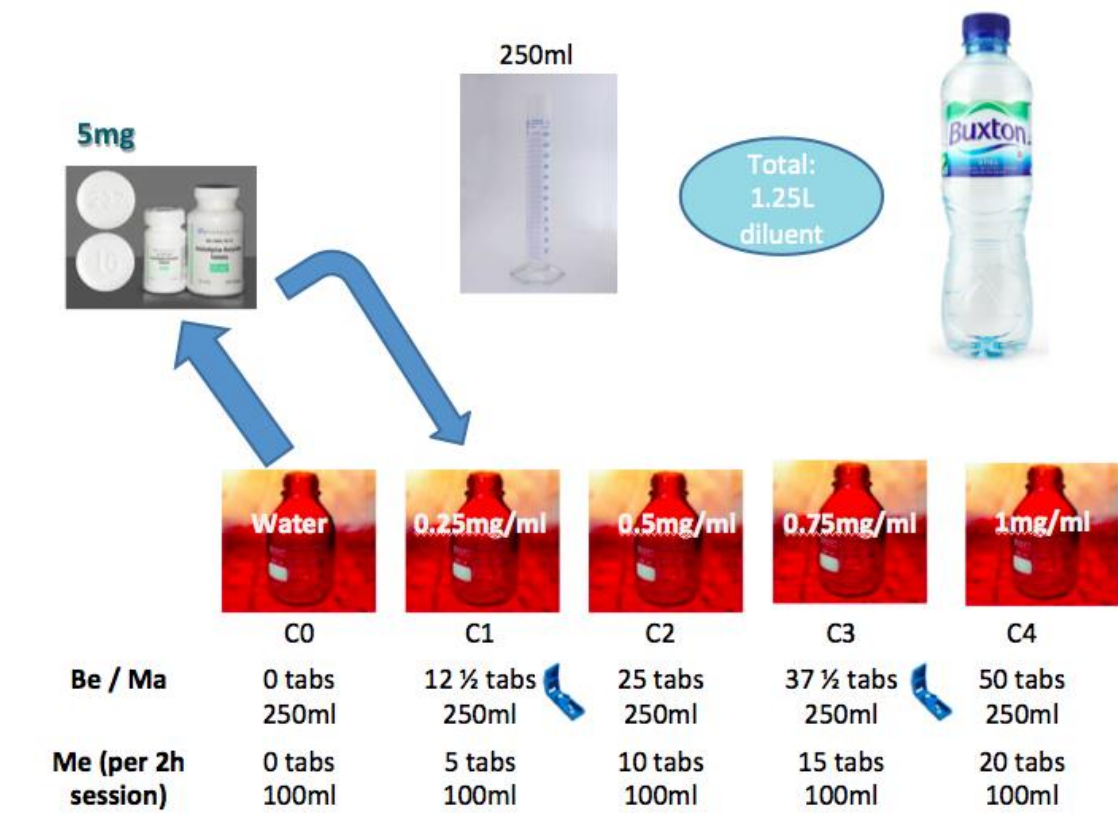 250ml
5mg
Total:
1.25L
diluent
Buxton
Water
0.25mg/ml
0.5mg/ml
0.75mg/ml
1mg/ml
C0
C1
C2
C3
C4
Be / Ma
0 tabs
12 ½ tabs
25 tabs
37 ½ tabs
50 tabs
250ml
250ml
250ml
250ml
250ml
Me (per 2h
0 tabs
5 tabs
10 tabs
15 tabs
20 tabs
session)
100ml
100ml
100ml
100ml
100ml